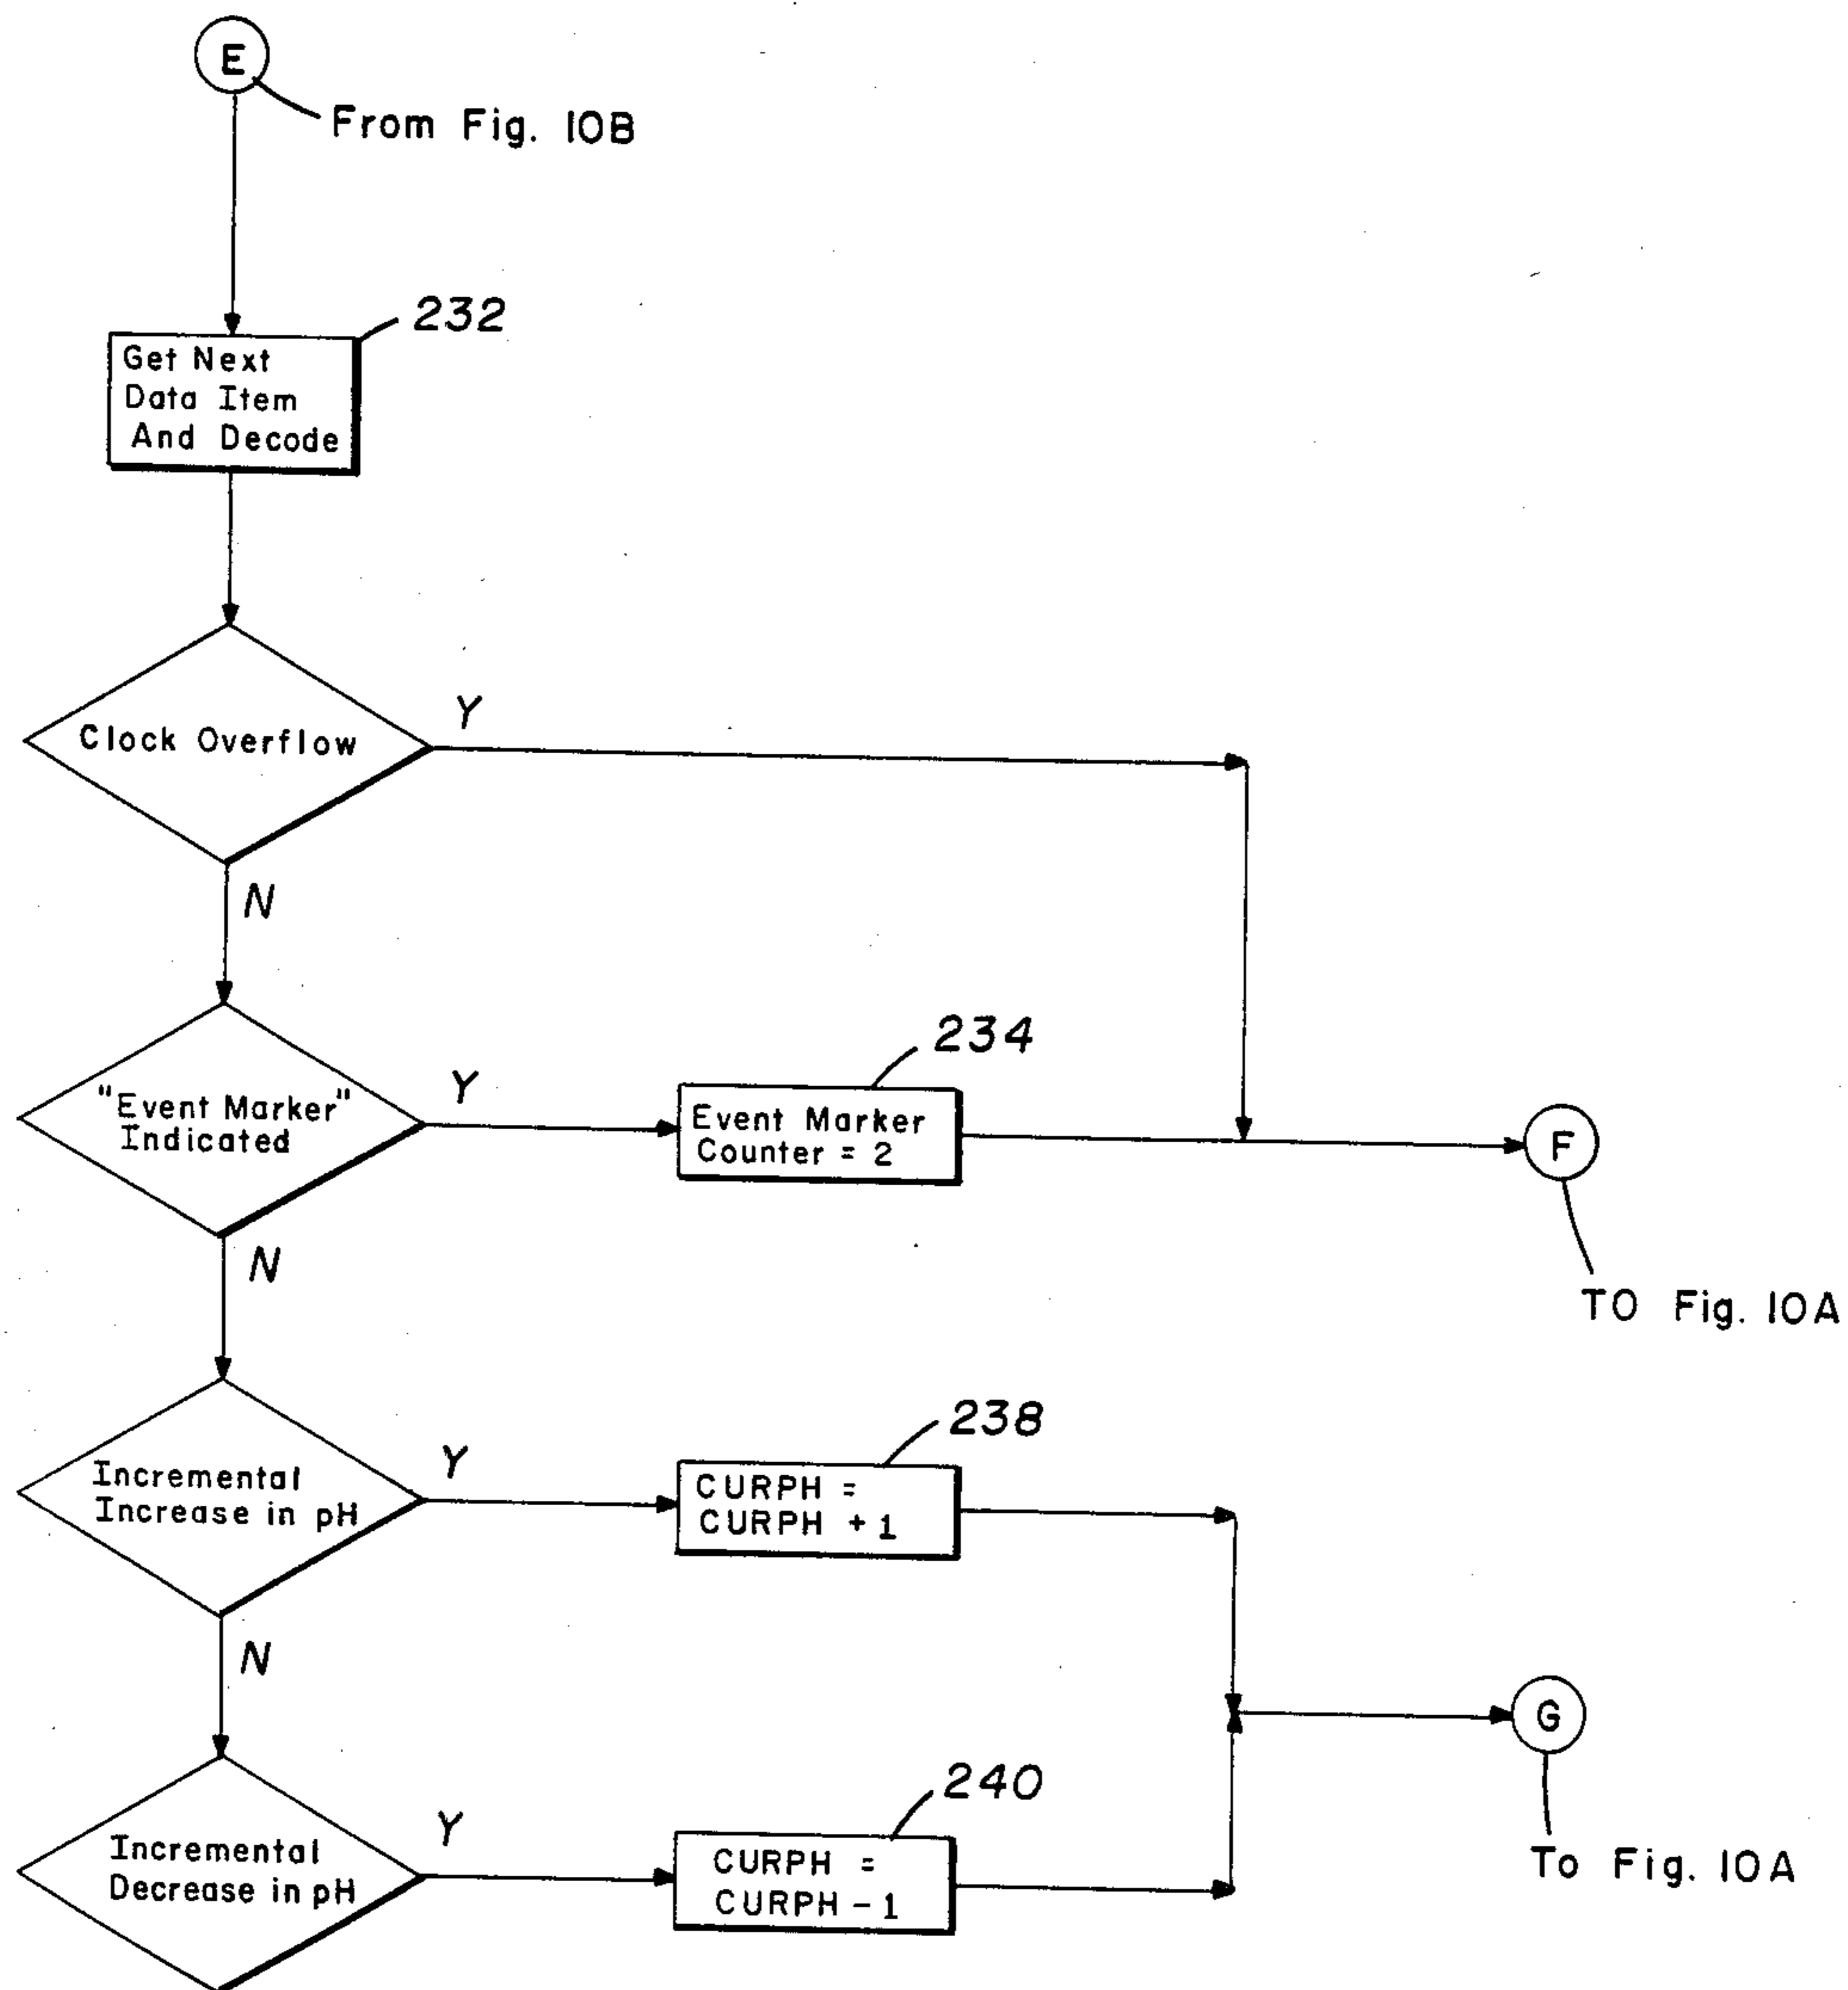 E
From Fig. 10B
232
Get Next
Data Item
And Decode
Clock Overflow
Y
N
"Event Marker"
Indicated
Y
234
Event Marker
Counter = 2
F
TO Fig. 10A
N
Incremental
Increase in pH
Y
238
CURPH =
CURPH + 1
N
G
To Fig. 10A
Incremental
Decrease in pH
Y
240
CURPH =
CURPH - 1